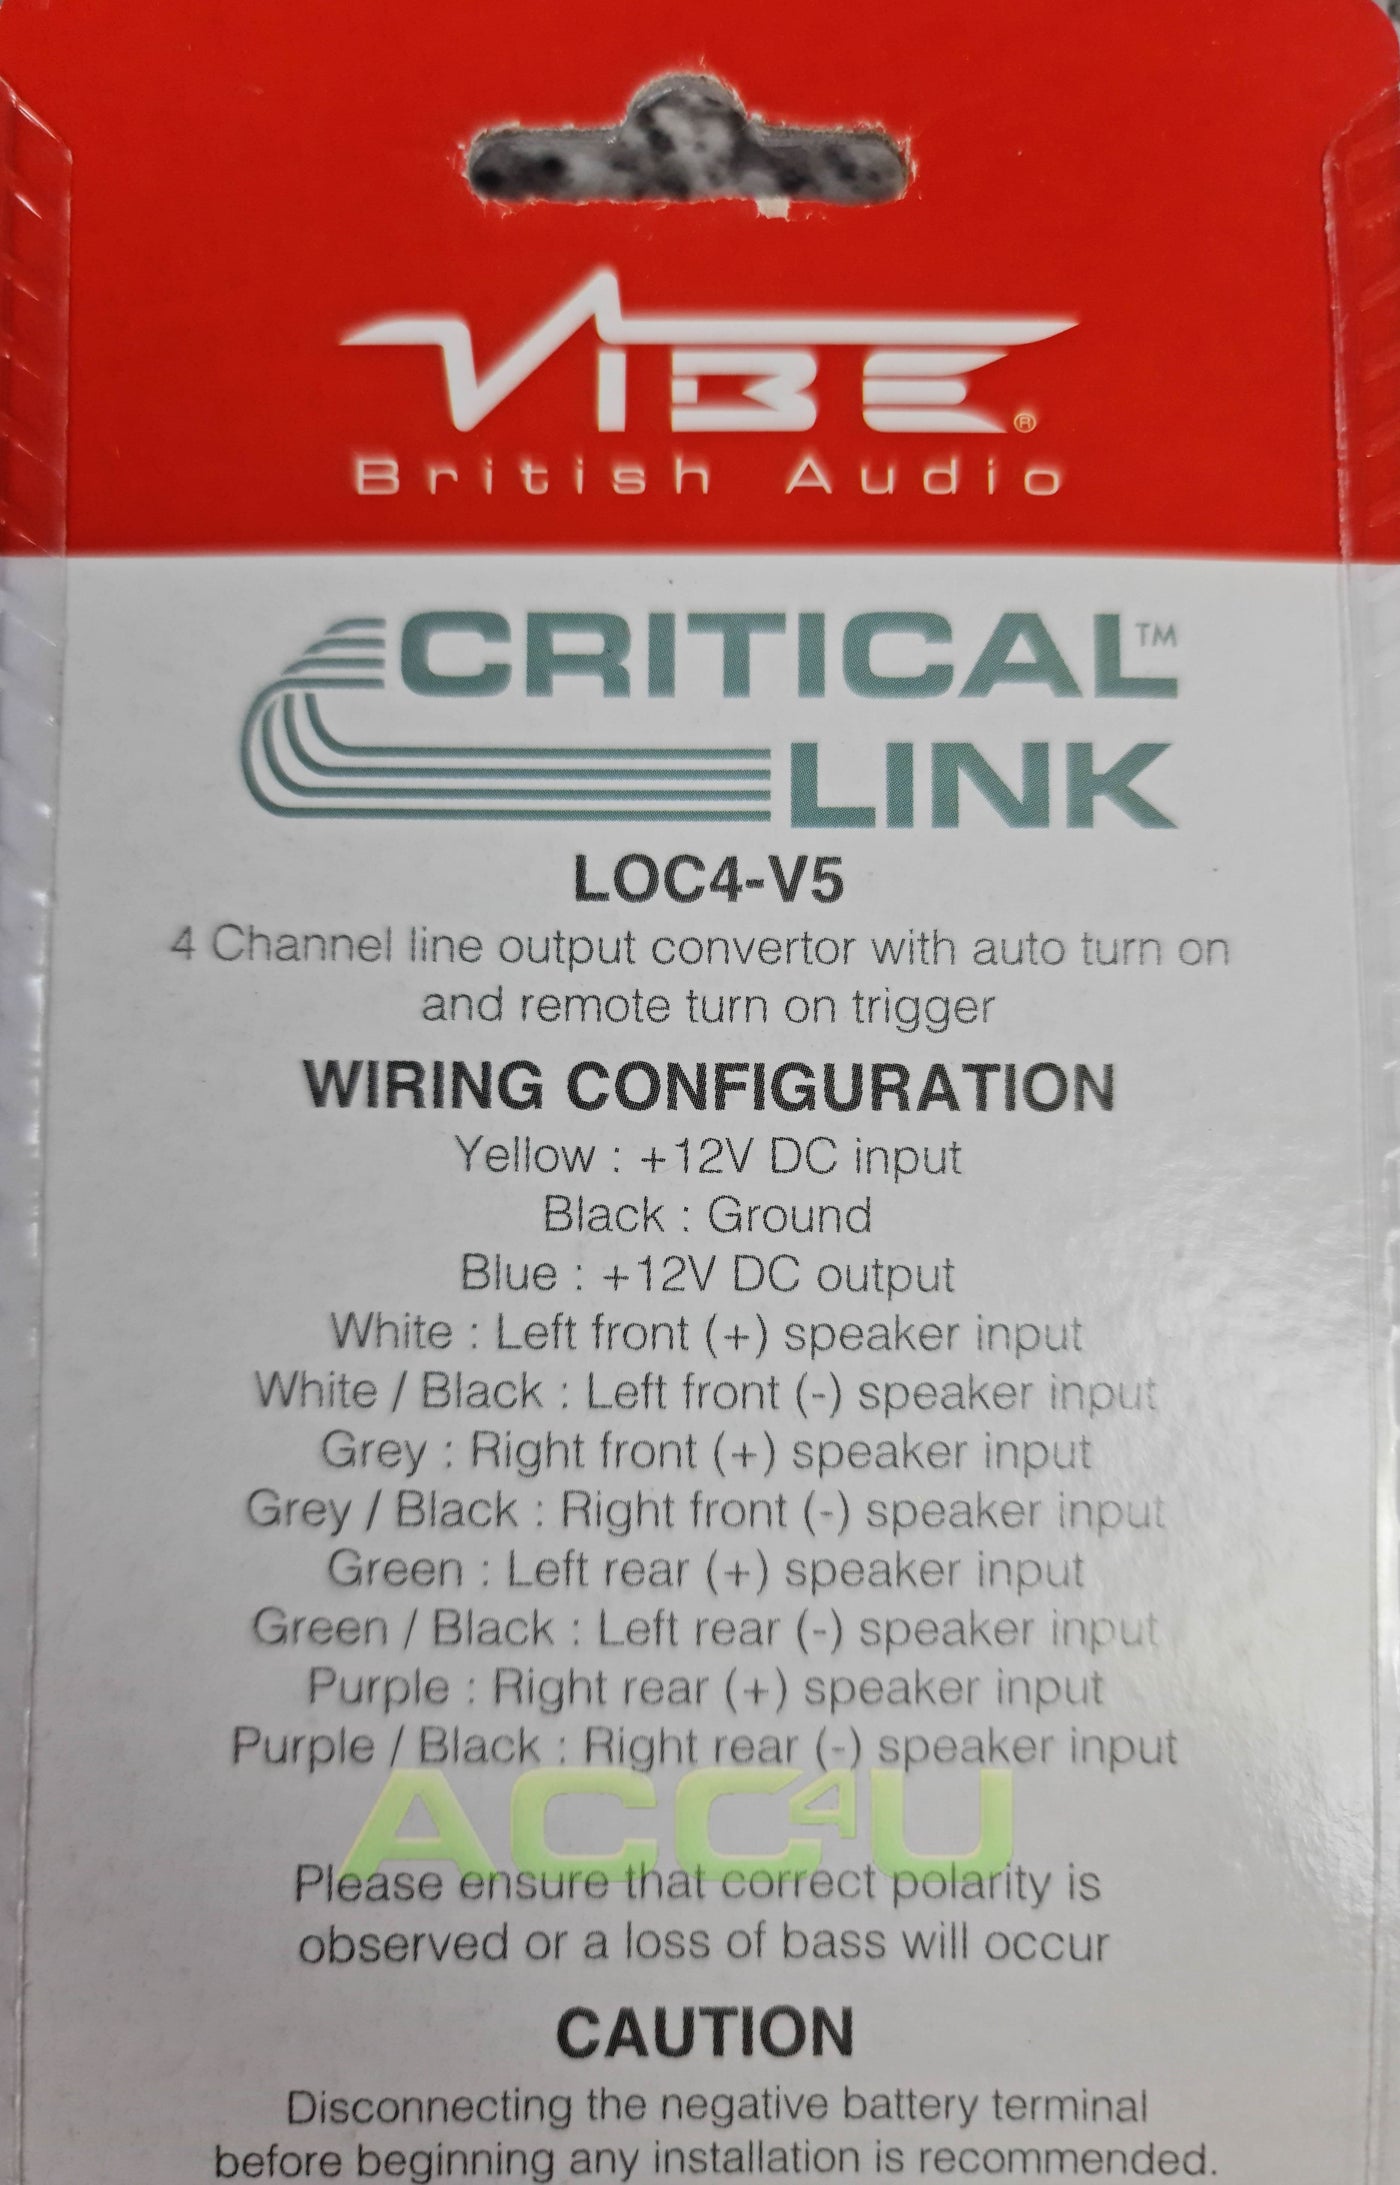 VIBE®
British Audio
CRITICAL™
LINK
LOC4-V5
4 Channel line output convertor with auto turn on
and remote turn on trigger
WIRING CONFIGURATION
Yellow : +12V DC input
Black : Ground
Blue : +12V DC output
White : Left front (+) speaker input
White / Black : Left front (-) speaker input
Grey : Right front (+) speaker input
Grey / Black : Right front (-) speaker input
Green : Left rear (+) speaker input
Green / Black : Left rear (-) speaker input
Purple : Right rear (+) speaker input
Purple / Black : Right rear (-) speaker input
ACC4U
Please ensure that correct polarity is
observed or a loss of bass will occur
CAUTION
Disconnecting the negative battery terminal
before beginning any installation is recommended.